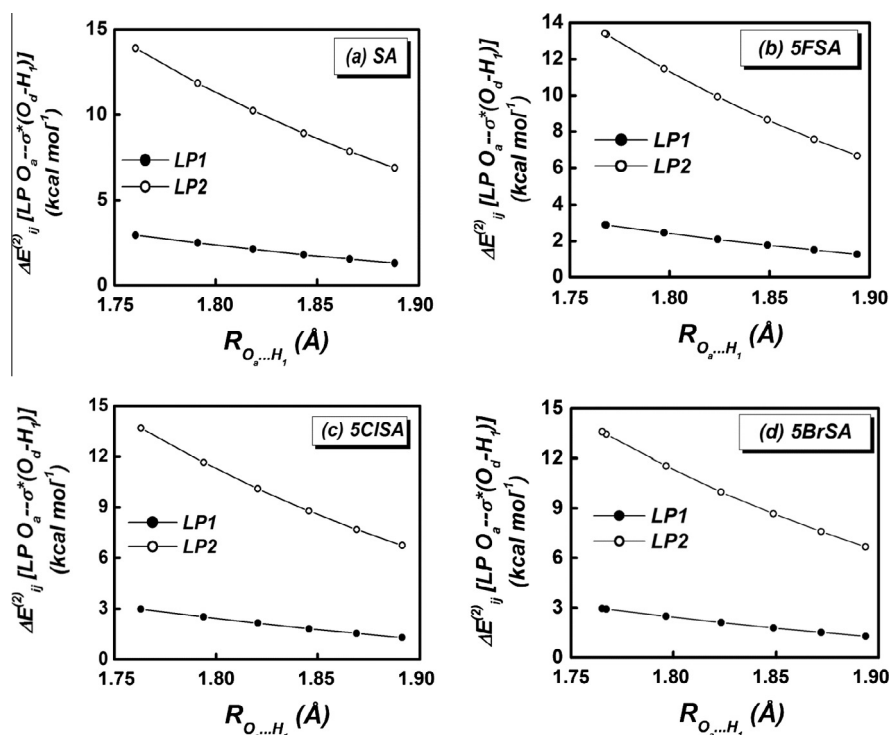 (a) SA
ΔE(2)ij [LP Oa---σ*(Od-H1)]
(kcal mol-1)
15
10
5
0
LP1
LP2
1.75 1.80 1.85 1.90
R Oa...H1 (Å)
(b) 5FSA
ΔE(2)ij [LP Oa---σ*(Od-H1)]
(kcal mol-1)
14
12
10
8
6
4
2
0
LP1
LP2
1.75 1.80 1.85 1.90
R Oa...H1 (Å)
(c) 5ClSA
ΔE(2)ij [LP Oa---σ*(Od-H1)]
(kcal mol-1)
15
12
9
6
3
0
LP1
LP2
1.75 1.80 1.85 1.90
R Oa...H1 (Å)
(d) 5BrSA
ΔE(2)ij [LP Oa---σ*(Od-H1)]
(kcal mol-1)
15
12
9
6
3
0
LP1
LP2
1.75 1.80 1.85 1.90
R Oa...H1 (Å)